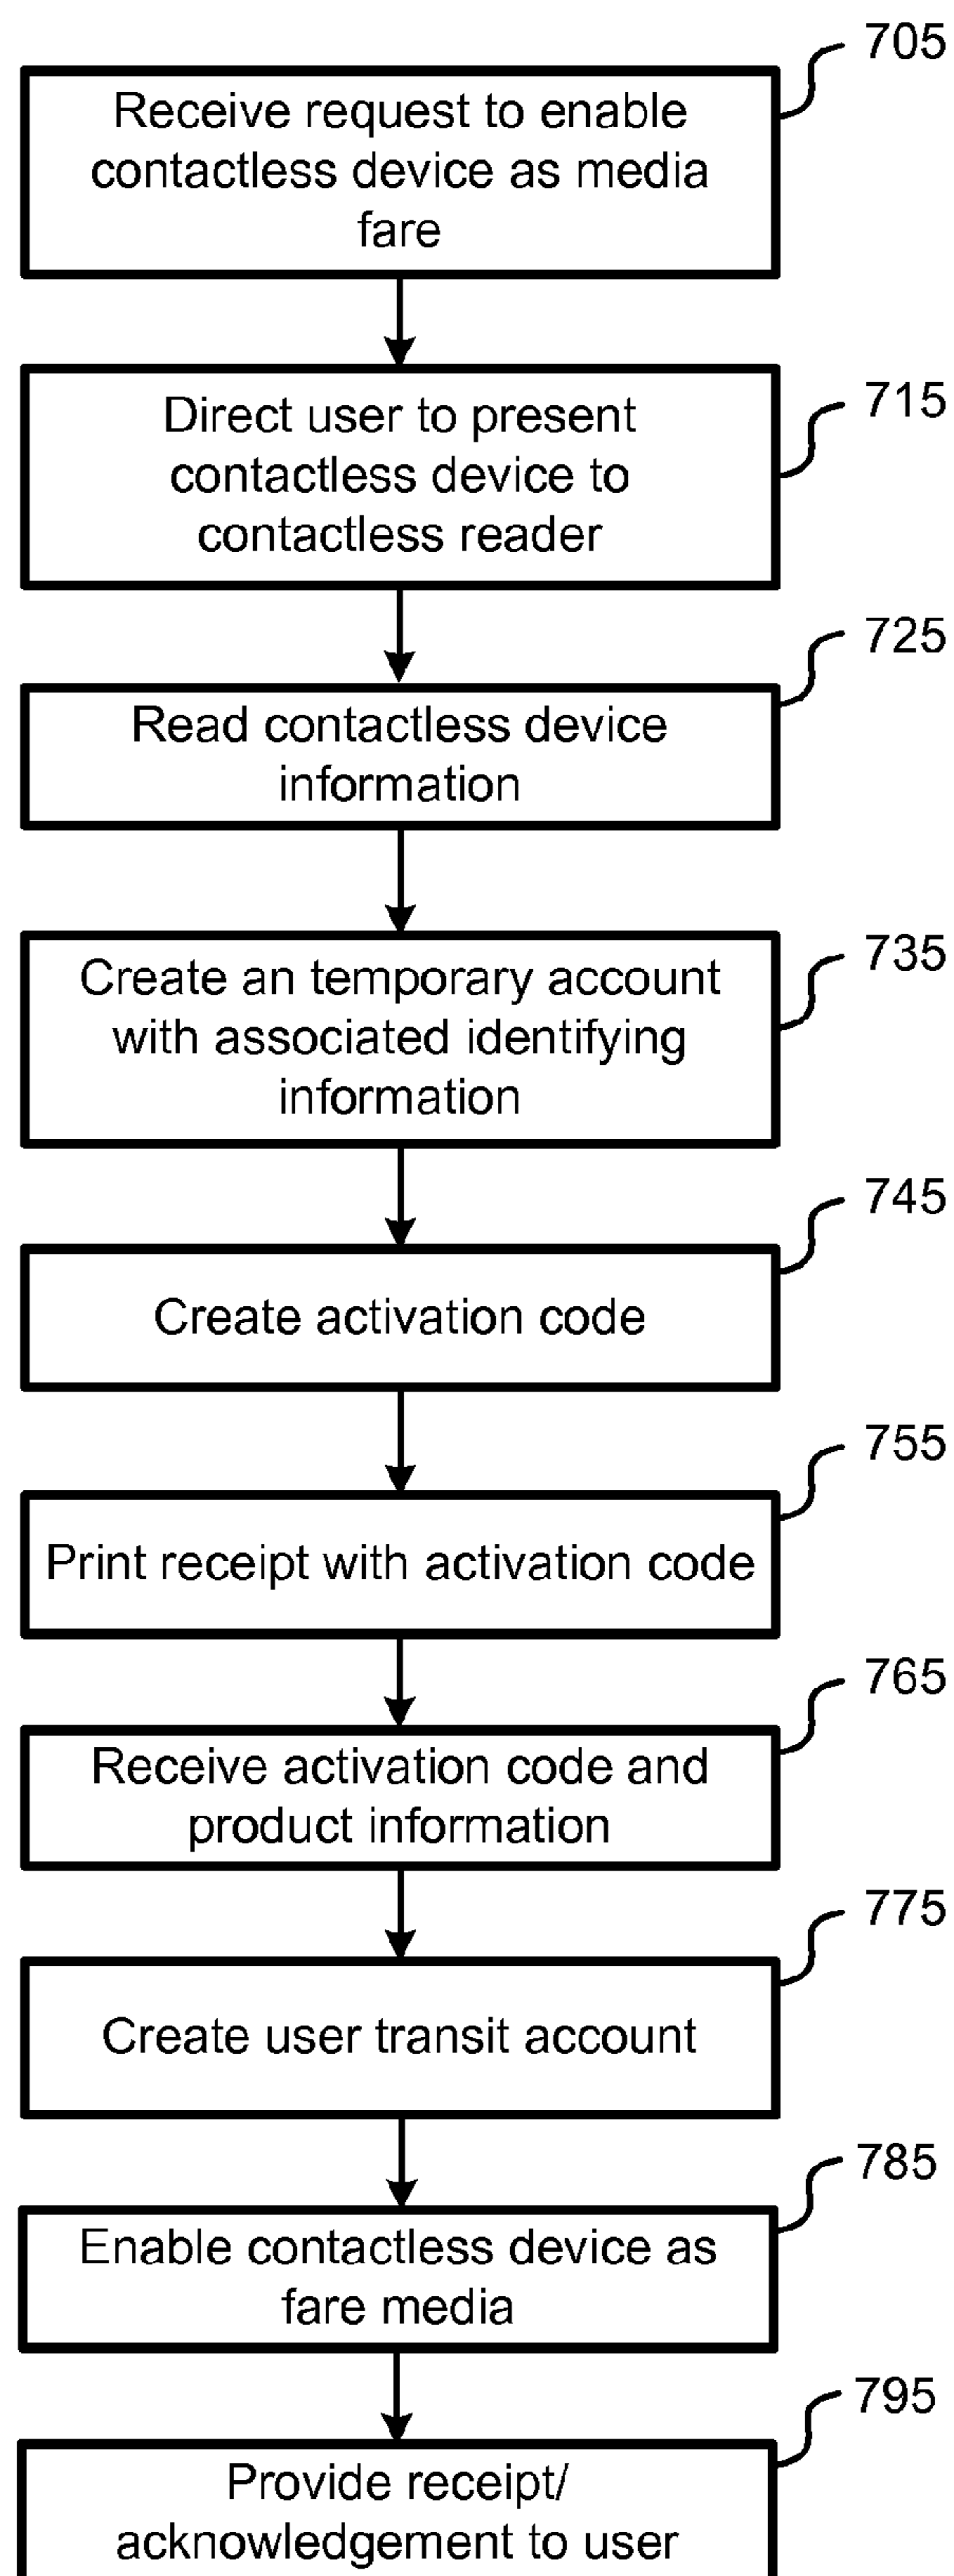 705
Receive request to enable
contactless device as media
fare
715
Direct user to present
contactless device to
contactless reader
725
Read contactless device
information
735
Create an temporary account
with associated identifying
information
745
Create activation code
755
Print receipt with activation code
765
Receive activation code and
product information
775
Create user transit account
785
Enable contactless device as
fare media
795
Provide receipt/
acknowledgement to user